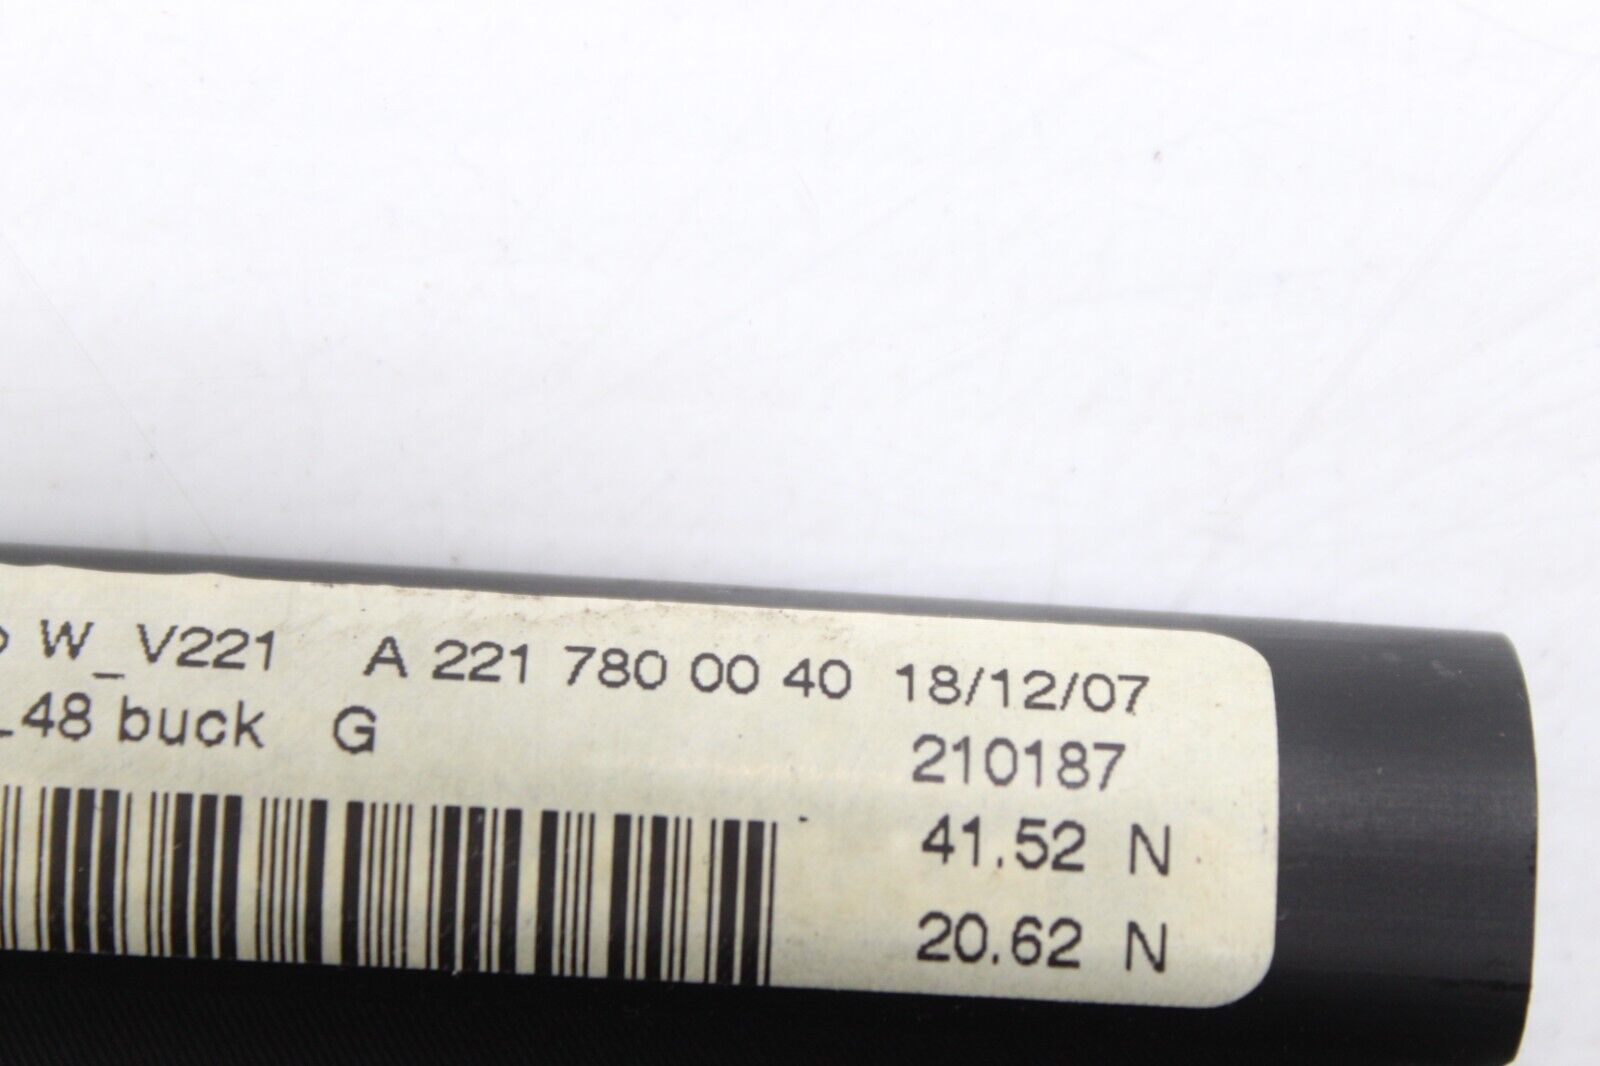 W_V221 A 221 780 00 40 18/12/07
48 buck G 210187
41.52 N
20.62 N